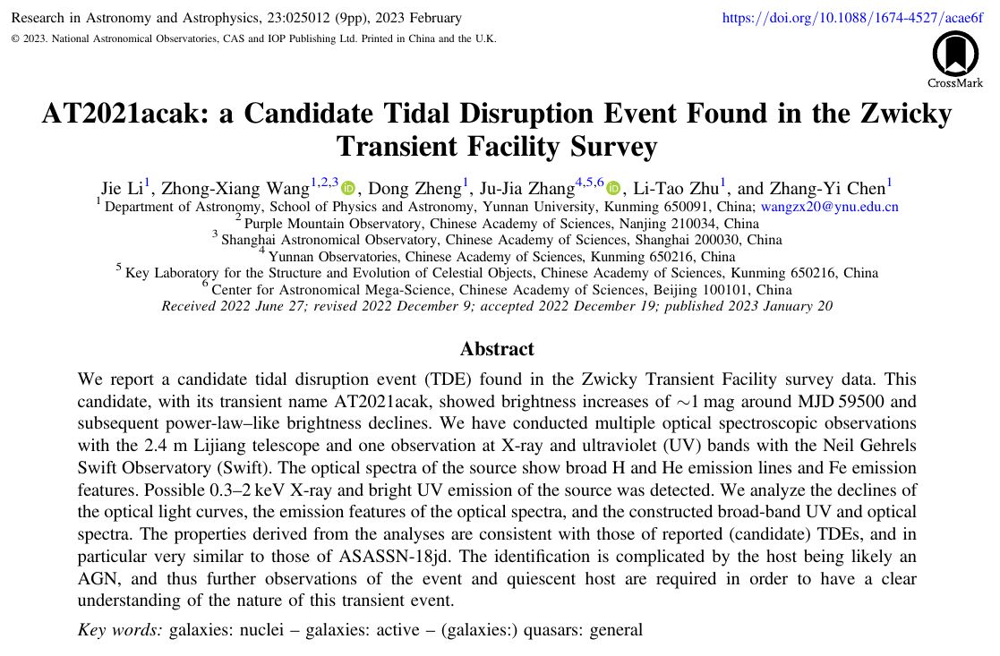 Research in Astronomy and Astrophysics, 23:025012 (9pp), 2023 February
https://doi.org/10.1088/1674-4527/acae6f
© 2023. National Astronomical Observatories, CAS and IOP Publishing Ltd. Printed in China and the U.K.
CrossMark
AT2021acak: a Candidate Tidal Disruption Event Found in the Zwicky
Transient Facility Survey
Jie Li1, Zhong-Xiang Wang1,2,3 iD, Dong Zheng1, Ju-Jia Zhang4,5,6 iD, Li-Tao Zhu1, and Zhang-Yi Chen1
1 Department of Astronomy, School of Physics and Astronomy, Yunnan University, Kunming 650091, China; wangzx20@ynu.edu.cn
2 Purple Mountain Observatory, Chinese Academy of Sciences, Nanjing 210034, China
3 Shanghai Astronomical Observatory, Chinese Academy of Sciences, Shanghai 200030, China
4 Yunnan Observatories, Chinese Academy of Sciences, Kunming 650216, China
5 Key Laboratory for the Structure and Evolution of Celestial Objects, Chinese Academy of Sciences, Kunming 650216, China
6 Center for Astronomical Mega-Science, Chinese Academy of Sciences, Beijing 100101, China
Received 2022 June 27; revised 2022 December 9; accepted 2022 December 19; published 2023 January 20
Abstract
We report a candidate tidal disruption event (TDE) found in the Zwicky Transient Facility survey data. This
candidate, with its transient name AT2021acak, showed brightness increases of ∼1 mag around MJD 59500 and
subsequent power-law–like brightness declines. We have conducted multiple optical spectroscopic observations
with the 2.4 m Lijiang telescope and one observation at X-ray and ultraviolet (UV) bands with the Neil Gehrels
Swift Observatory (Swift). The optical spectra of the source show broad H and He emission lines and Fe emission
features. Possible 0.3–2 keV X-ray and bright UV emission of the source was detected. We analyze the declines of
the optical light curves, the emission features of the optical spectra, and the constructed broad-band UV and optical
spectra. The properties derived from the analyses are consistent with those of reported (candidate) TDEs, and in
particular very similar to those of ASASSN-18jd. The identification is complicated by the host being likely an
AGN, and thus further observations of the event and quiescent host are required in order to have a clear
understanding of the nature of this transient event.
Key words: galaxies: nuclei – galaxies: active – (galaxies:) quasars: general